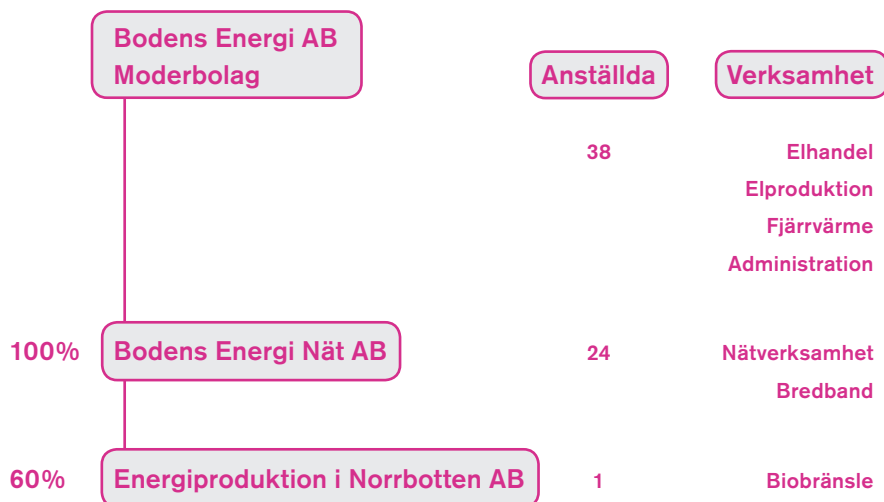 Bodens Energi AB
Moderbolag
Anställda
Verksamhet
38
Elhandel
Elproduktion
Fjärrvärme
Administration
100%
Bodens Energi Nät AB
24
Nätverksamhet
Bredband
60%
Energiproduktion i Norrbotten AB
1
Biobränsle